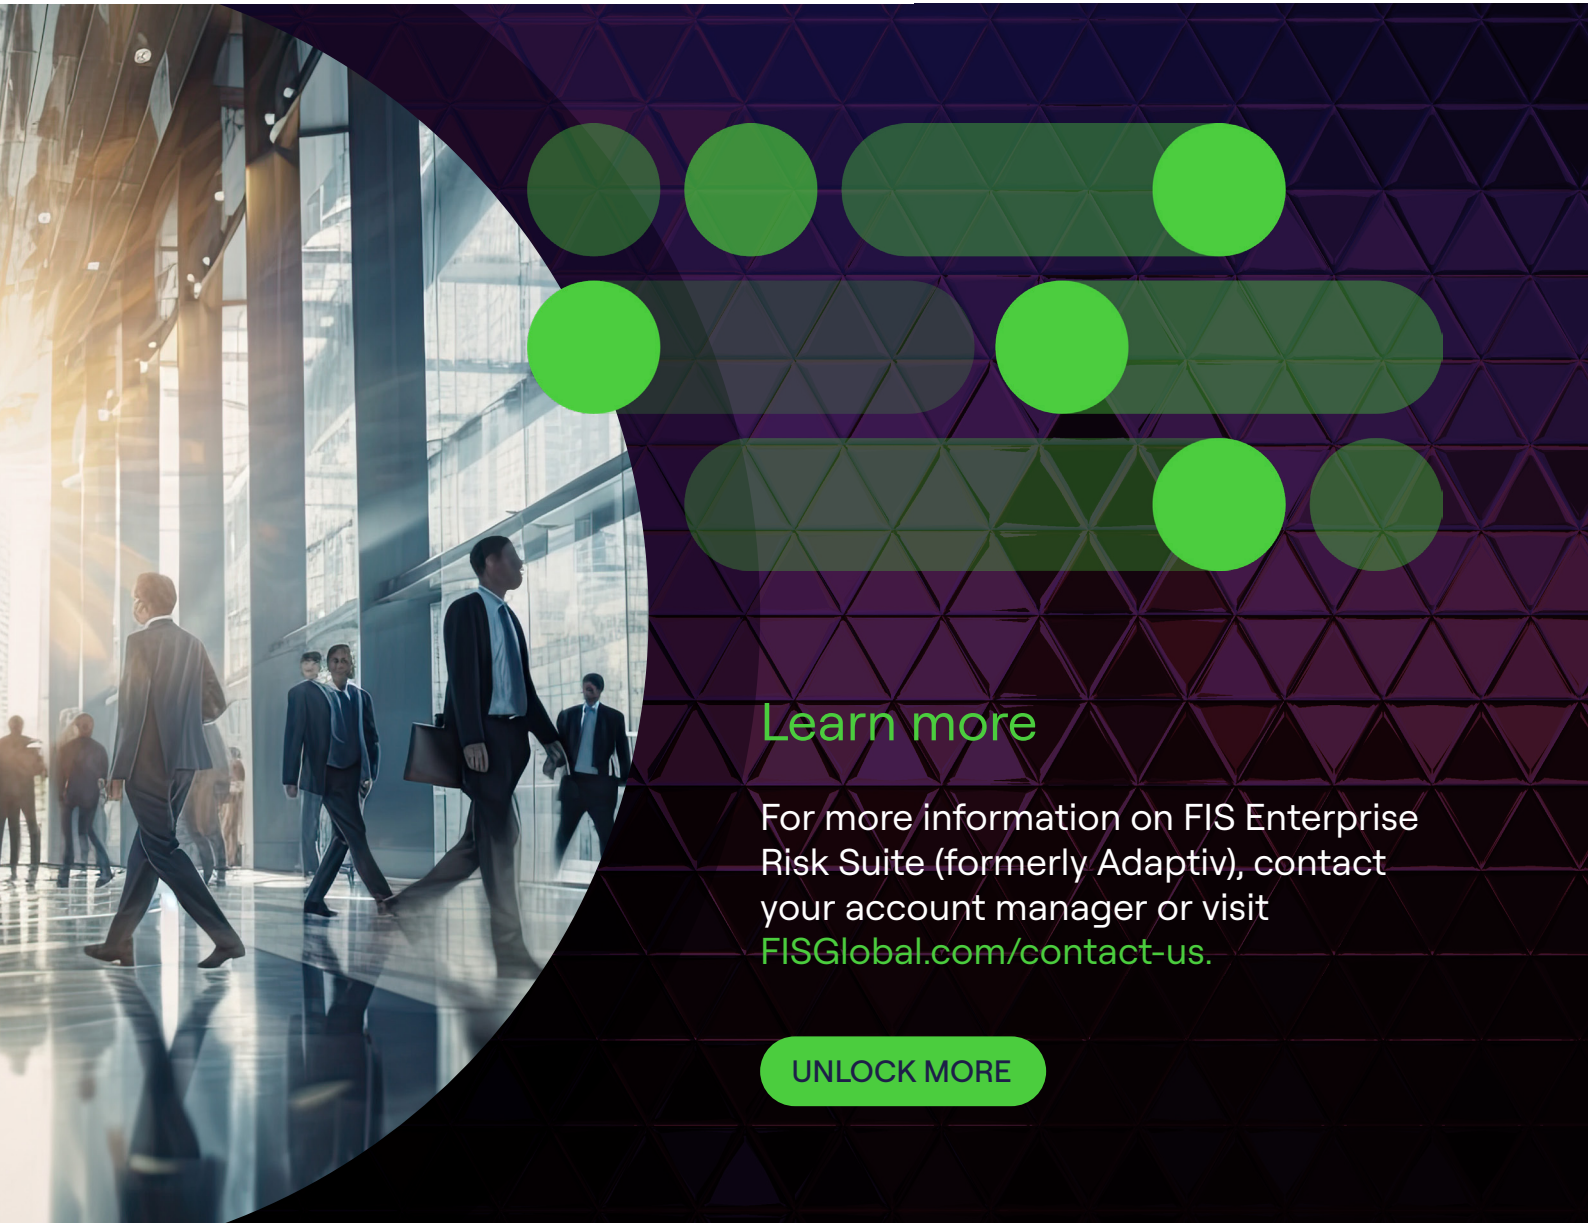 Learn more
For more information on FIS Enterprise
Risk Suite (formerly Adaptiv), contact
your account manager or visit
FISGlobal.com/contact-us.
UNLOCK MORE